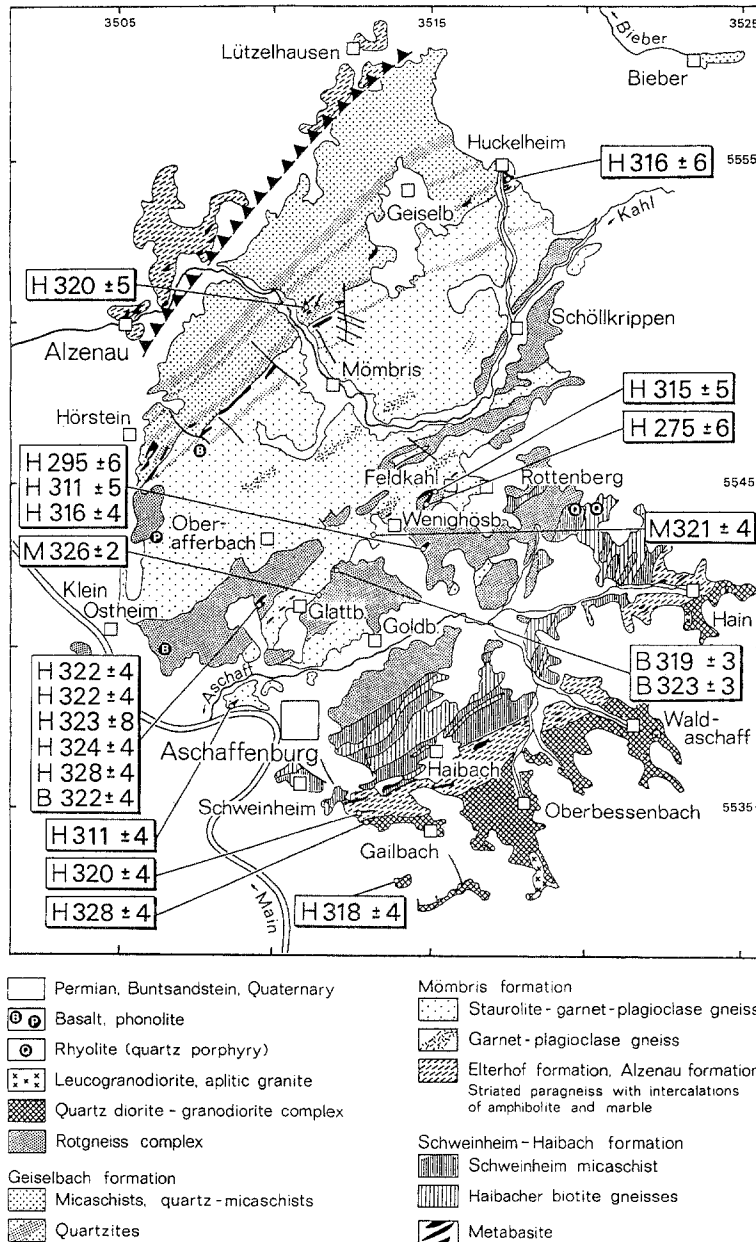 3505
3515
3525
Bieber
Bieber
Lützelhausen
Huckelheim
5555
H 316 ± 6
Geiselb.
Kahl
H 320 ± 5
Schöllkrippen
Alzenau
Mömbris
H 315 ± 5
H 275 ± 6
Hörstein
B
H 295 ± 6
H 311 ± 5
H 316 ± 4
Feldkahl
Rottenberg
5545
Ober-
afferbach
P
Wenighösb.
M 321 ± 4
M 326 ± 2
Klein
Ostheim
Glattb.
Goldb.
Hain
B
Aschaff
B 319 ± 3
B 323 ± 3
H 322 ± 4
H 322 ± 4
H 323 ± 8
H 324 ± 4
H 328 ± 4
B 322 ± 4
Aschaffenburg
Wald-
aschaff
Haibach
Schweinheim
Oberbessenbach
5535
H 311 ± 4
Gailbach
H 320 ± 4
H 328 ± 4
H 318 ± 4
Main
Permian, Buntsandstein, Quaternary
B P Basalt, phonolite
Rhyolite (quartz porphyry)
Leucogranodiorite, aplitic granite
Quartz diorite - granodiorite complex
Rotgneiss complex
Geiselbach formation
Micaschists, quartz-micaschists
Quartzites
Mömbris formation
Staurolite-garnet-plagioclase gneiss
Garnet-plagioclase gneiss
Elterhof formation, Alzenau formation
Striated paragneiss with intercalations
of amphibolite and marble
Schweinheim-Haibach formation
Schweinheim micaschist
Haibacher biotite gneisses
Metabasite